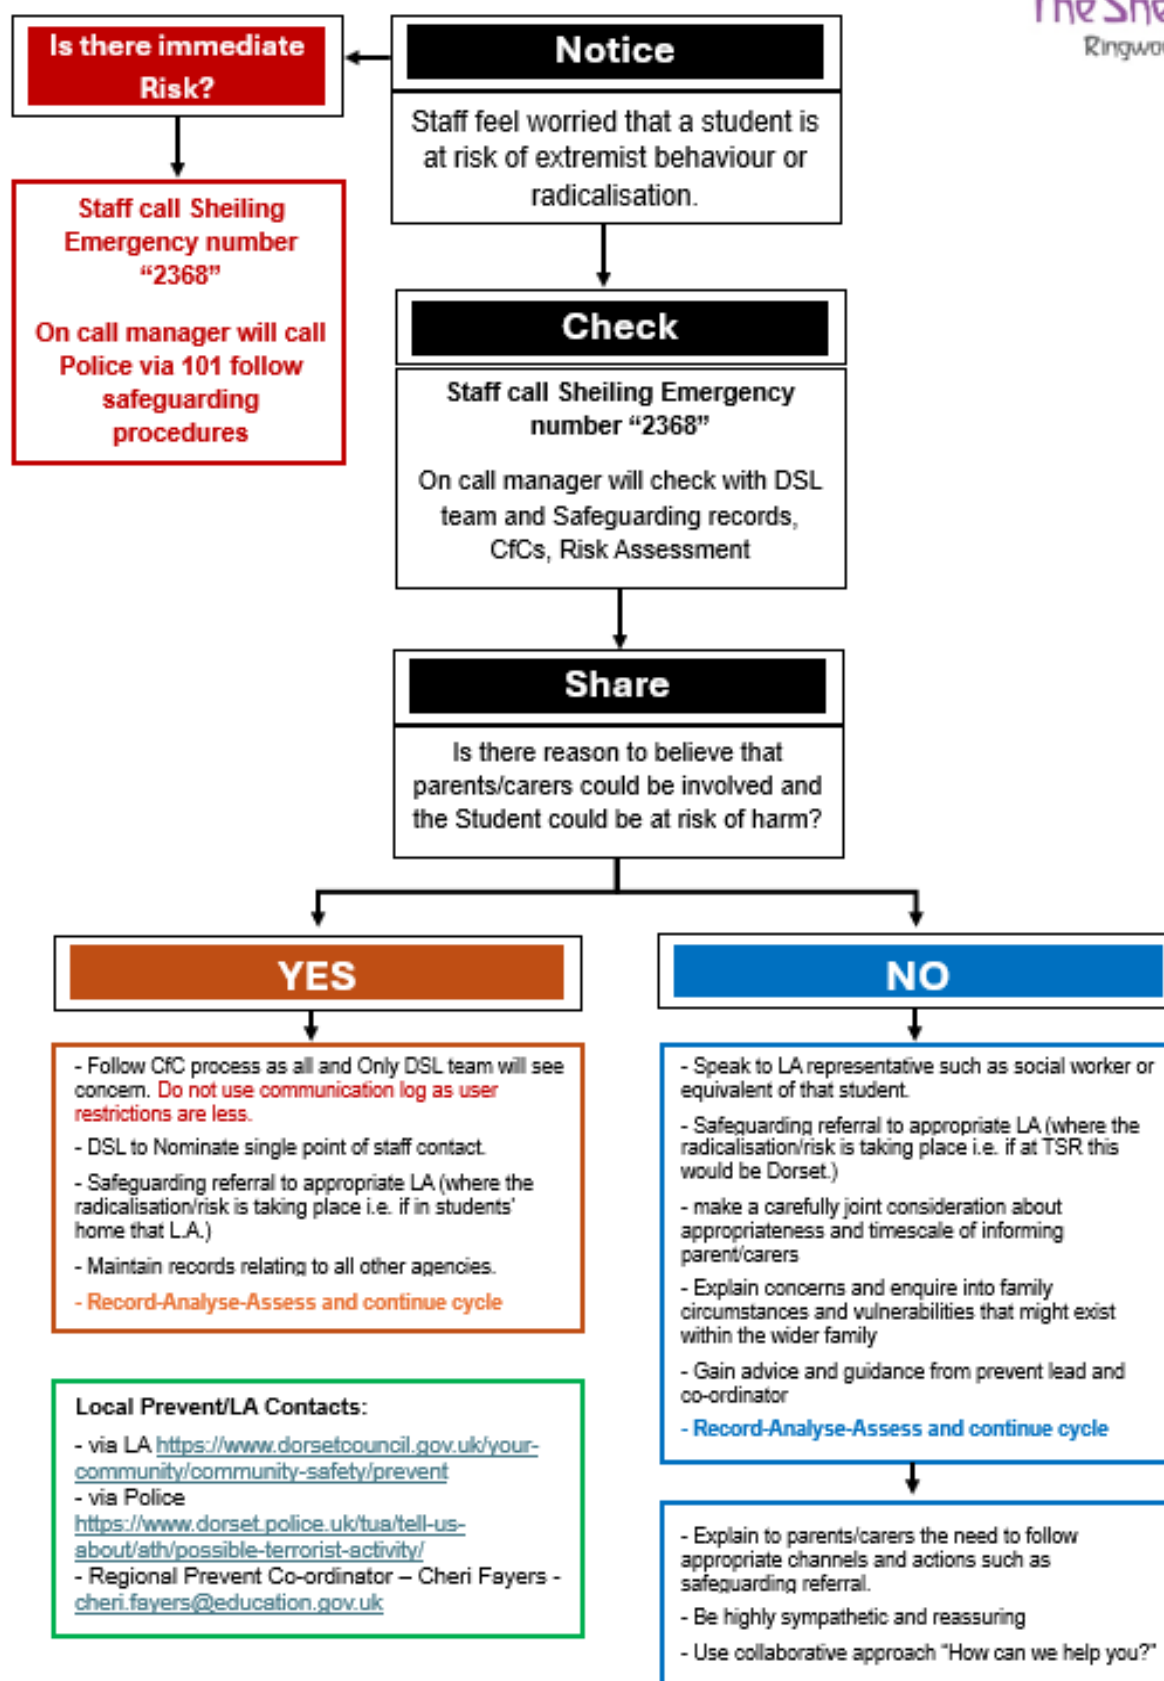 The She
Ringwo
Is there immediate
Risk?
Notice
Staff feel worried that a student is
at risk of extremist behaviour or
radicalisation.
Staff call Sheiling
Emergency number
“2368”
On call manager will call
Police via 101 follow
safeguarding
procedures
Check
Staff call Sheiling Emergency
number “2368”
On call manager will check with DSL
team and Safeguarding records,
CfCs, Risk Assessment
Share
Is there reason to believe that
parents/carers could be involved and
the Student could be at risk of harm?
YES
- Follow CfC process as all and Only DSL team will see
concern. Do not use communication log as user
restrictions are less.
- DSL to Nominate single point of staff contact.
- Safeguarding referral to appropriate LA (where the
radicalisation/risk is taking place i.e. if in students’
home that L.A.)
- Maintain records relating to all other agencies.
- Record-Analyse-Assess and continue cycle
NO
- Speak to LA representative such as social worker or
equivalent of that student.
- Safeguarding referral to appropriate LA (where the
radicalisation/risk is taking place i.e. if at TSR this
would be Dorset.)
- make a carefully joint consideration about
appropriateness and timescale of informing
parent/carers
- Explain concerns and enquire into family
circumstances and vulnerabilities that might exist
within the wider family
- Gain advice and guidance from prevent lead and
co-ordinator
- Record-Analyse-Assess and continue cycle
Local Prevent/LA Contacts:
- via LA https://www.dorsetcouncil.gov.uk/your-
community/community-safety/prevent
- via Police
https://www.dorset.police.uk/tua/tell-us-
about/ath/possible-terrorist-activity/
- Regional Prevent Co-ordinator – Cheri Fayers -
cheri.fayers@education.gov.uk
- Explain to parents/carers the need to follow
appropriate channels and actions such as
safeguarding referral.
- Be highly sympathetic and reassuring
- Use collaborative approach “How can we help you?”